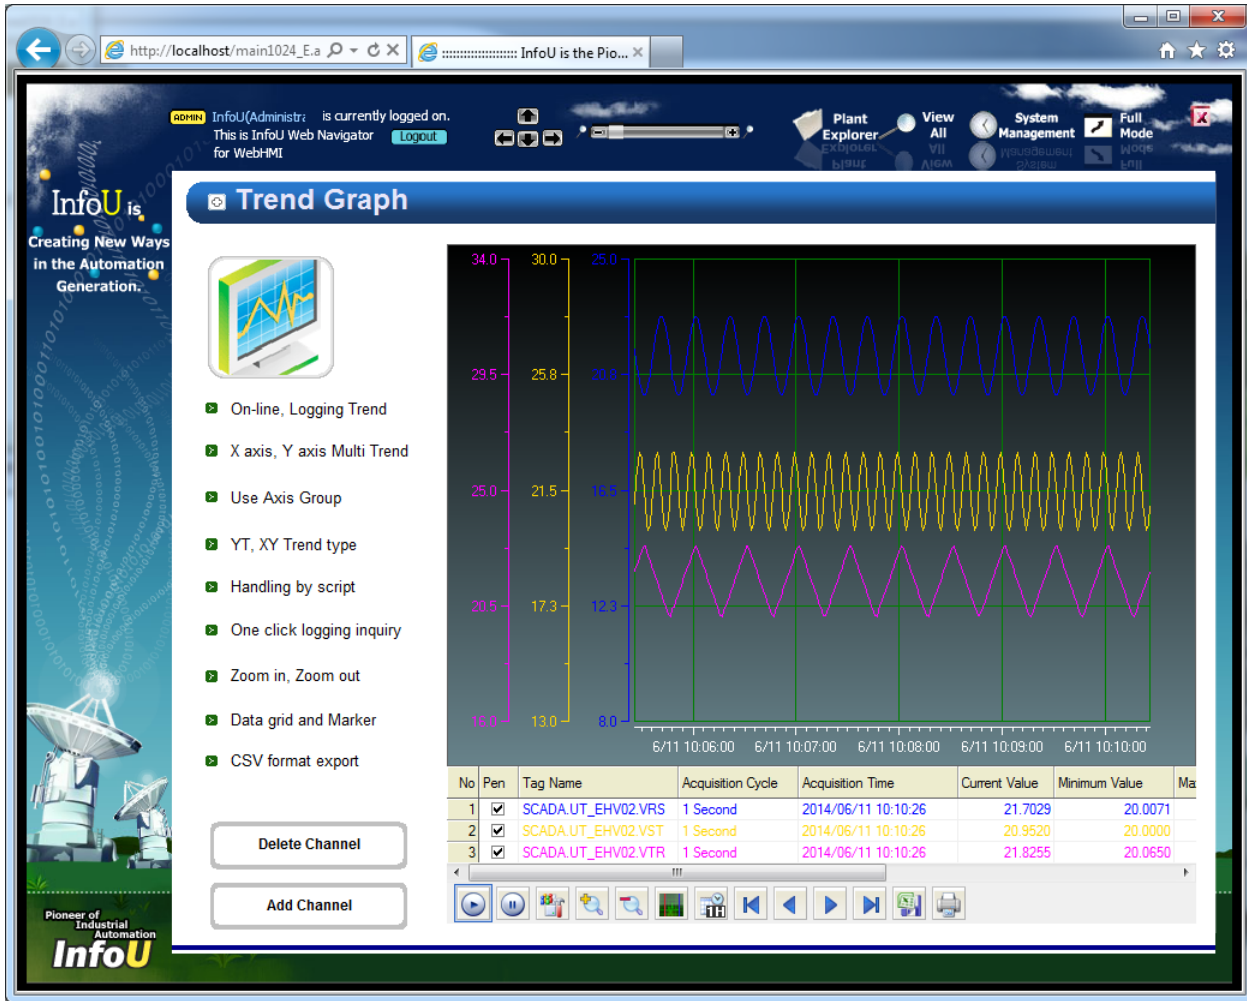 http://localhost/main1024_E.a
:::::::::::::::::::::: InfoU is the Pio...
ADMIN InfoU(Administra is currently logged on.
This is InfoU Web Navigator Logout
for WebHMI
Plant Explorer
View All
System Management
Full Mode
InfoU is
Creating New Ways
in the Automation
Generation.
Trend Graph
On-line, Logging Trend
X axis, Y axis Multi Trend
Use Axis Group
YT, XY Trend type
Handling by script
One click logging inquiry
Zoom in, Zoom out
Data grid and Marker
CSV format export
Delete Channel
Add Channel
34.0 30.0 25.0
29.5 25.8 20.8
25.0 21.5 16.5
20.5 17.3 12.3
16.0 13.0 8.0
6/11 10:06:00 6/11 10:07:00 6/11 10:08:00 6/11 10:09:00 6/11 10:10:00
No Pen Tag Name Acquisition Cycle Acquisition Time Current Value Minimum Value Ma
1 SCADA.UT_EHV02.VRS 1 Second 2014/06/11 10:10:26 21.7029 20.0071
2 SCADA.UT_EHV02.VST 1 Second 2014/06/11 10:10:26 20.9520 20.0000
3 SCADA.UT_EHV02.VTR 1 Second 2014/06/11 10:10:26 21.8255 20.0650
1H
Pioneer of
Industrial
Automation
InfoU